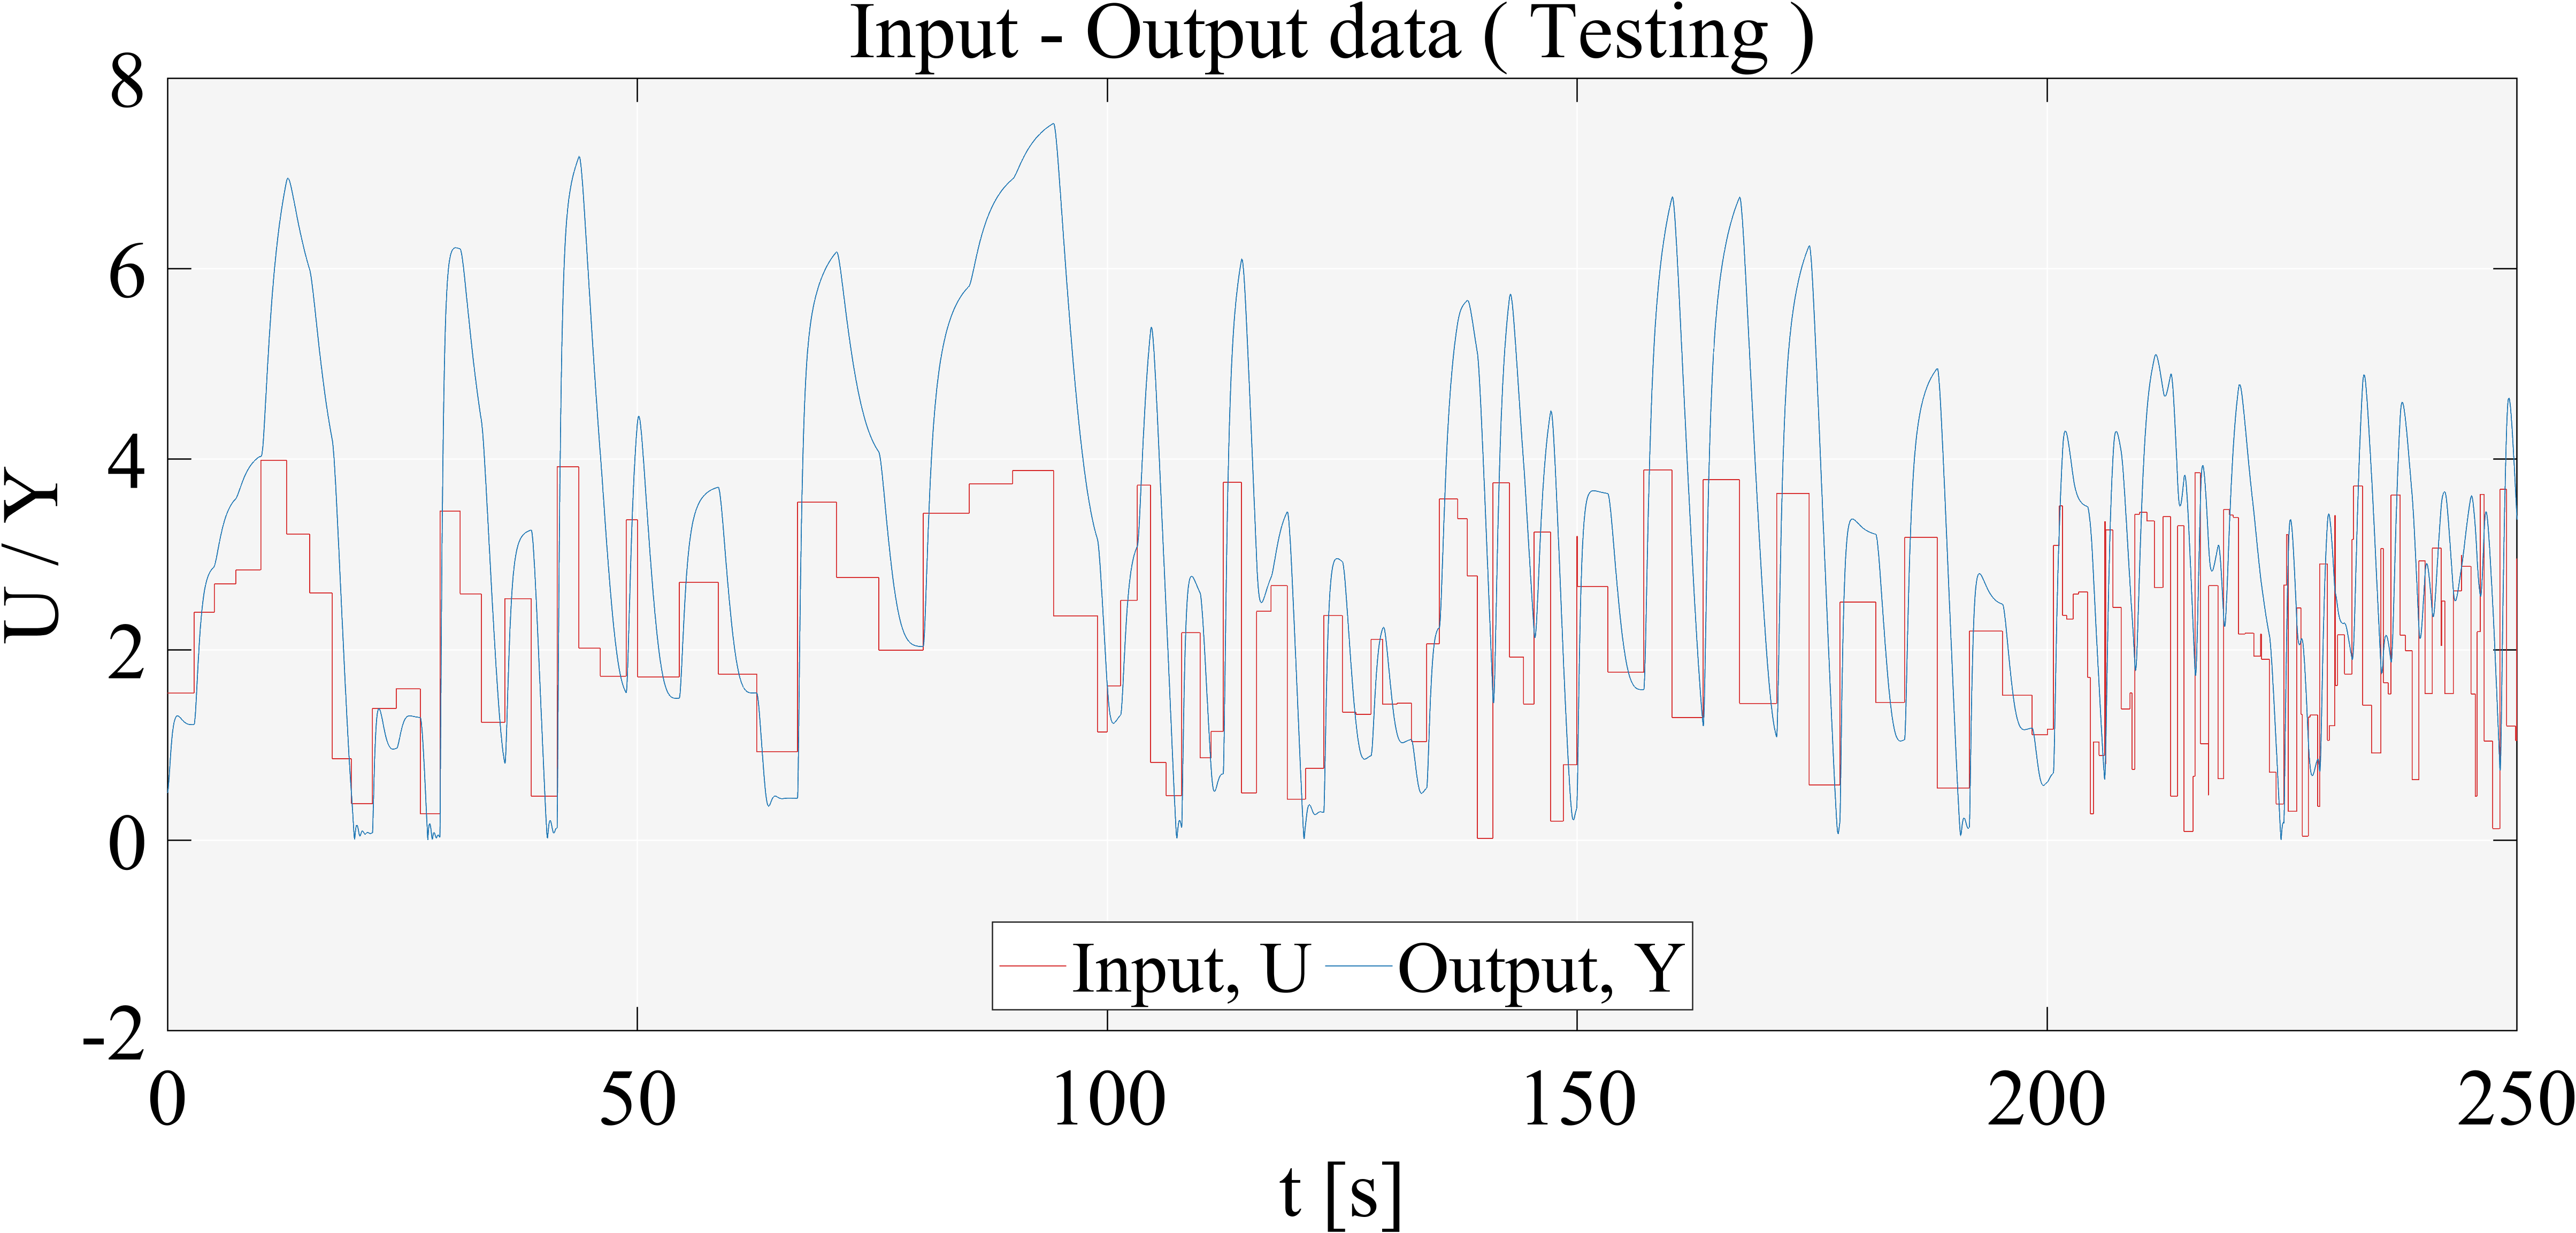 Input - Output data ( Testing )
8
6
4
2
0
-2
U / Y
Input, U Output, Y
0 50 100 150 200 250
t [s]